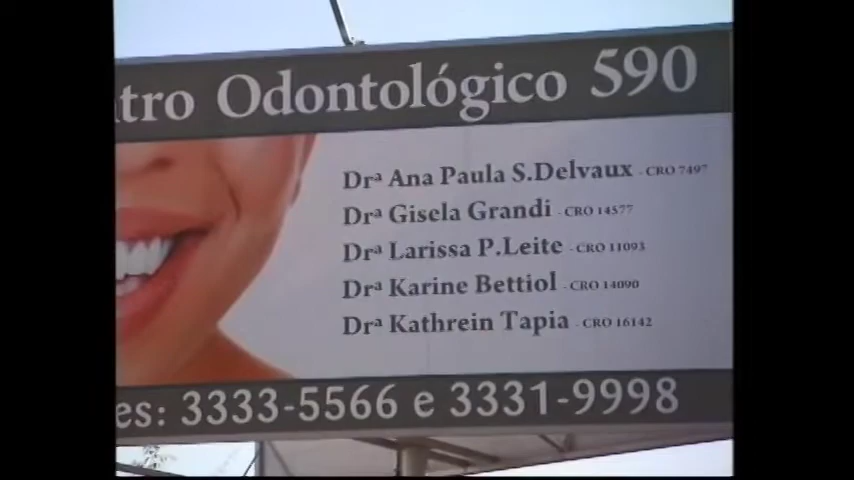 tro Odontológico 590
Drª Ana Paula S.Delvaux - CRO 7497
Drª Gisela Grandi - CRO 14577
Drª Larissa P.Leite - CRO 11093
Drª Karine Bettiol - CRO 14090
Drª Kathrein Tapia - CRO 16142
es: 3333-5566 e 3331-9998